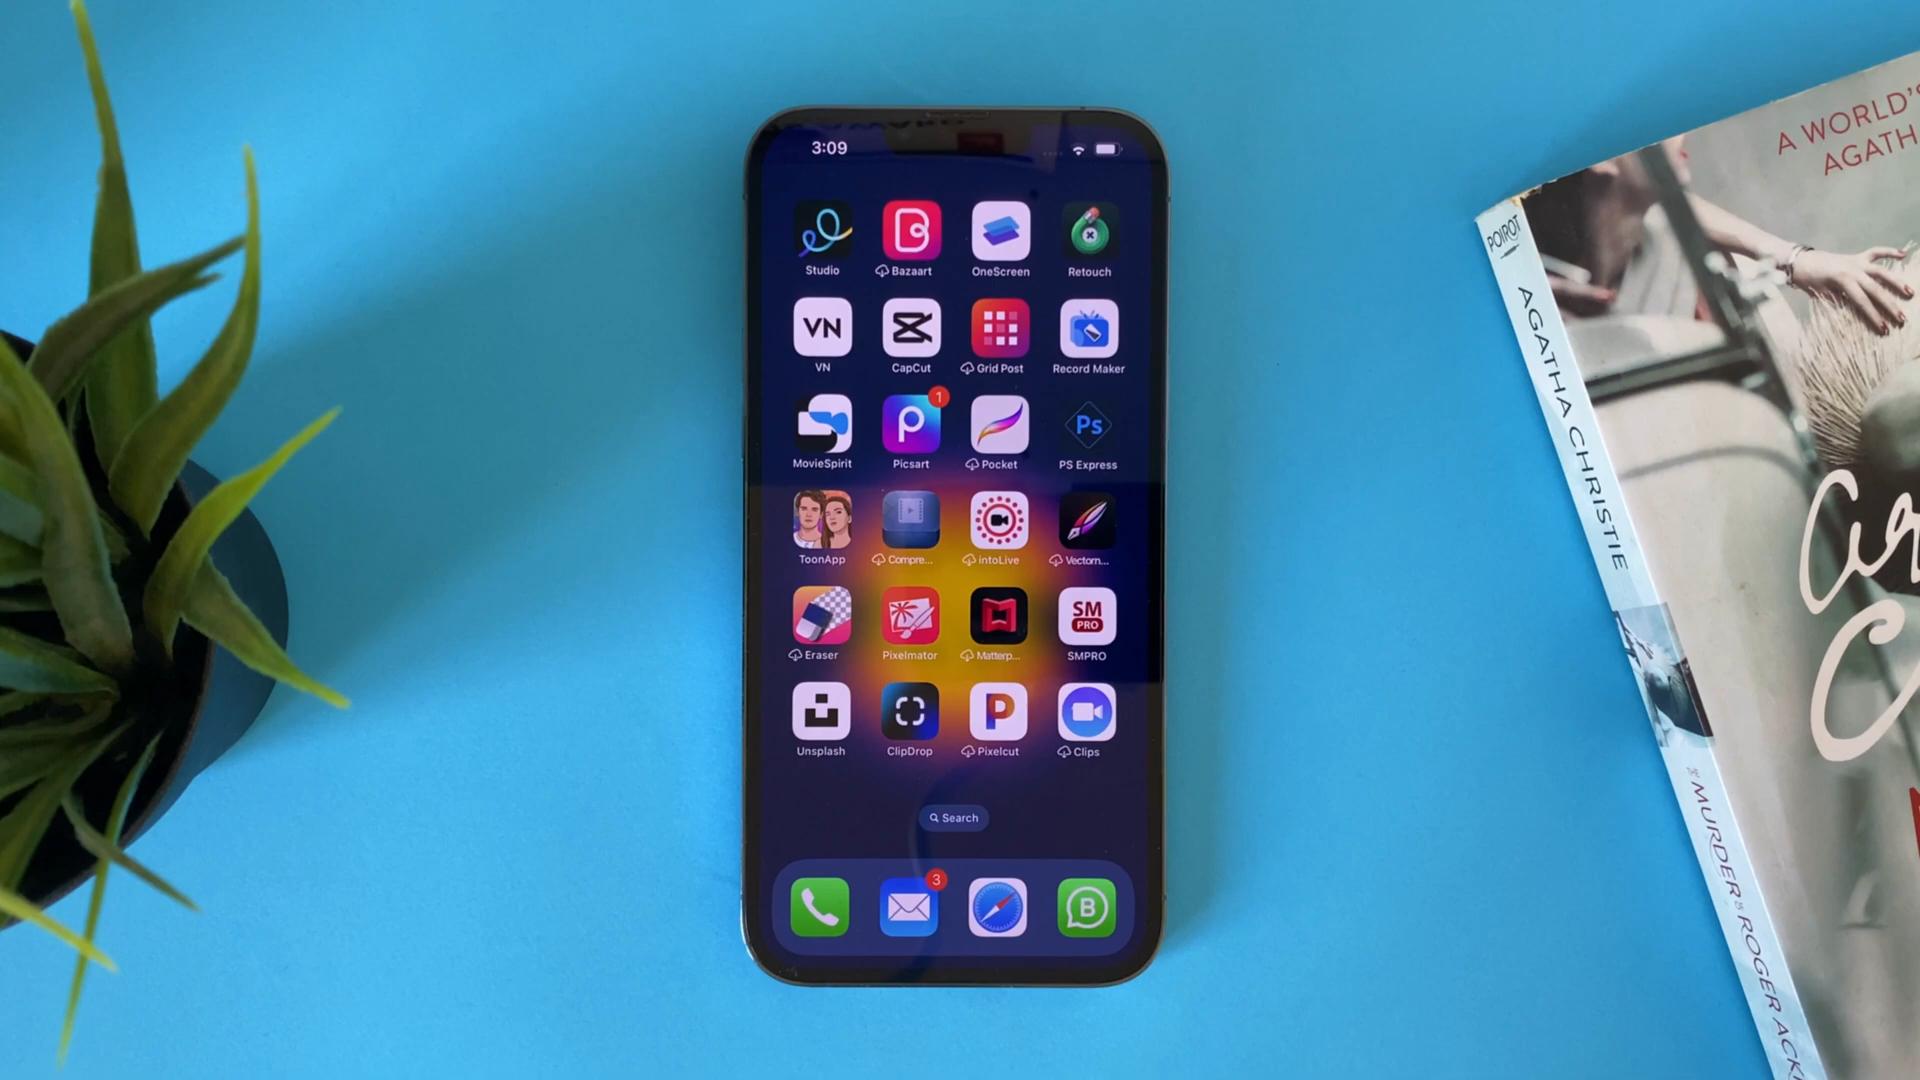 3:09
Studio
Bazaart
OneScreen
Retouch
VN
VN
CapCut
Grid Post
Record Maker
1
P
Ps
MovieSpirit
Picsart
Pocket
PS Express
ToonApp
Compre...
intoLive
Vectorn...
SM
PRO
Eraser
Pixelmator
Matterp...
SMPRO
P
Unsplash
ClipDrop
Pixelcut
Clips
Search
3
B
POIROT
AGATHA CHRISTIE
MURDER OF ROGER ACK
A WORLD'S
AGATH